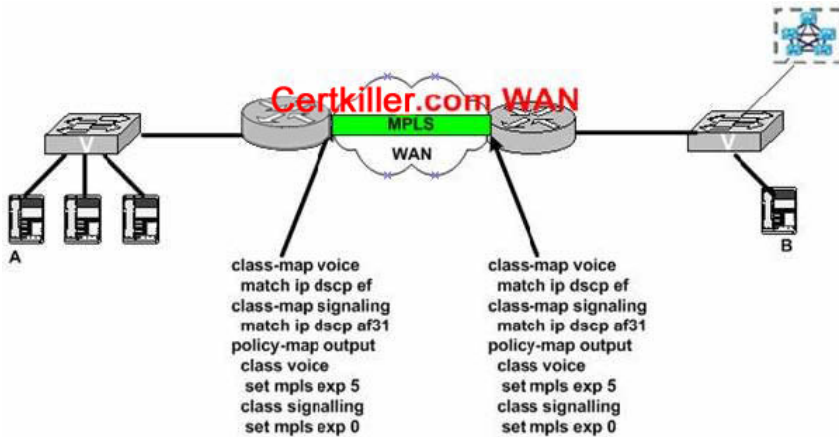 Certkiller.com WAN
MPLS
WAN
V
V
A
B
class-map voice
match ip dscp ef
class-map signaling
match ip dscp af31
policy-map output
class voice
set mpls exp 5
class signalling
set mpls exp 0
class-map voice
match ip dscp ef
class-map signaling
match ip dscp af31
policy-map output
class voice
set mpls exp 5
class signalling
set mpls exp 0